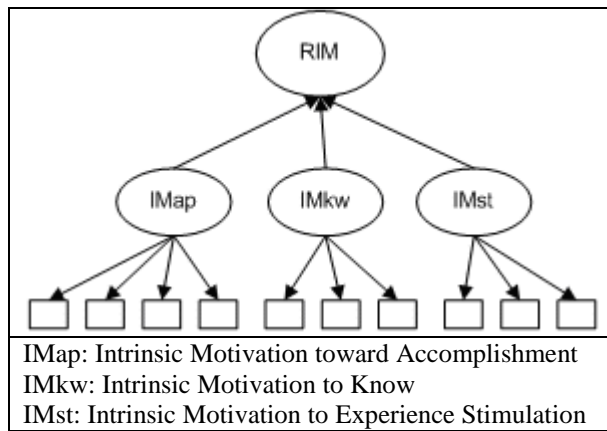 RIM
IMap IMkw IMst
IMap: Intrinsic Motivation toward Accomplishment
IMkw: Intrinsic Motivation to Know
IMst: Intrinsic Motivation to Experience Stimulation